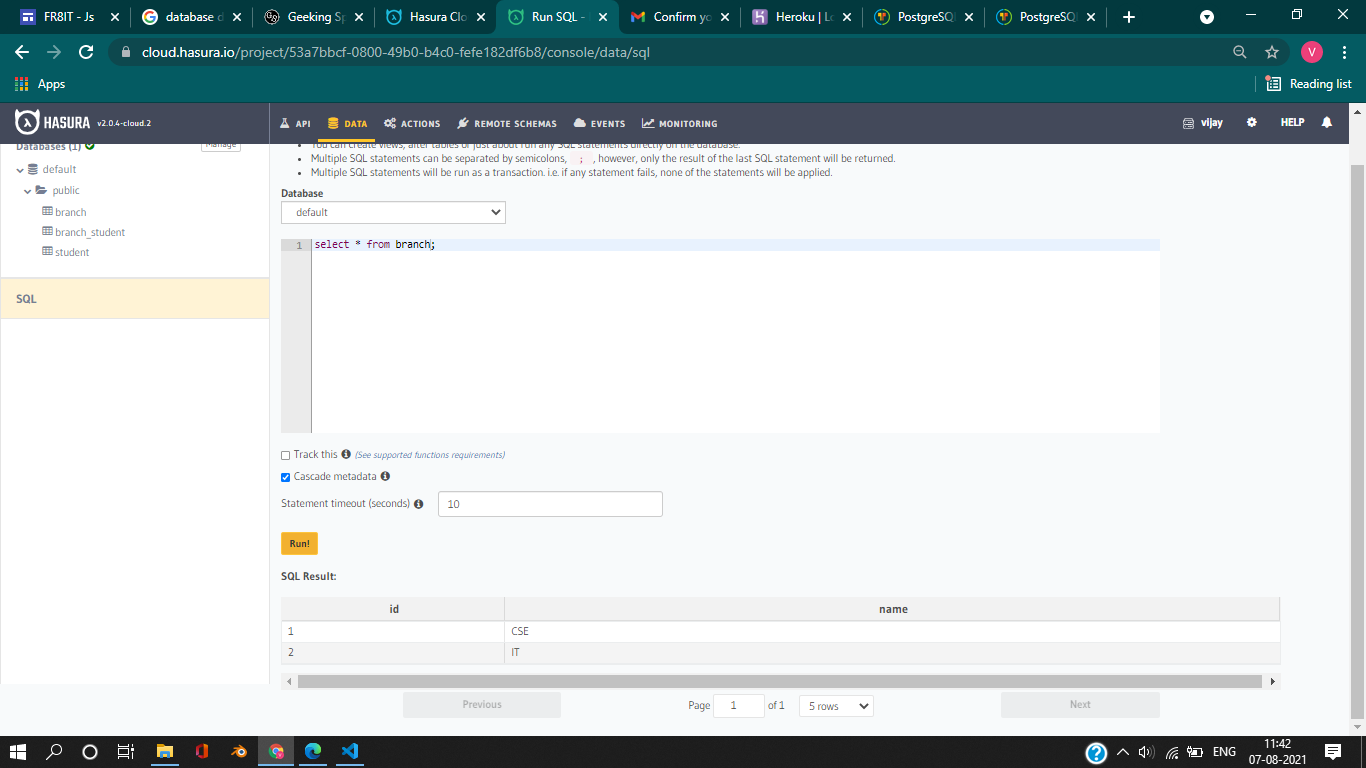 FR8IT - Js
database d
Geeking Sp
Hasura Clo
Run SQL -
Confirm yo
Heroku | Lo
PostgreSQ
PostgreSQ
cloud.hasura.io/project/53a7bbcf-0800-49b0-b4c0-fefe182df6b8/console/data/sql
V
Apps
Reading list
HASURA v2.0.4-cloud.2
API DATA ACTIONS REMOTE SCHEMAS EVENTS MONITORING
vijay HELP
Databases (1) Manage
default
public
branch
branch_student
student
SQL
You can create views, alter tables or just about run any SQL statements directly on the database.
Multiple SQL statements can be separated by semicolons, ; , however, only the result of the last SQL statement will be returned.
Multiple SQL statements will be run as a transaction. i.e. if any statement fails, none of the statements will be applied.
Database
default
1 select * from branch;
Track this (See supported functions requirements)
Cascade metadata
Statement timeout (seconds) 10
Run!
SQL Result:
id name
1 CSE
2 IT
Previous Page 1 of 1 5 rows Next
ENG 11:42
07-08-2021